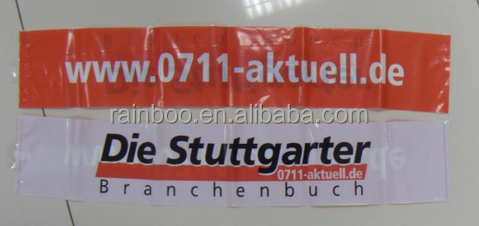 www.0711-aktuell.de
rainboo.en.alibaba.com
Die Stuttgarter
0711-aktuell.de
Branchenbuch